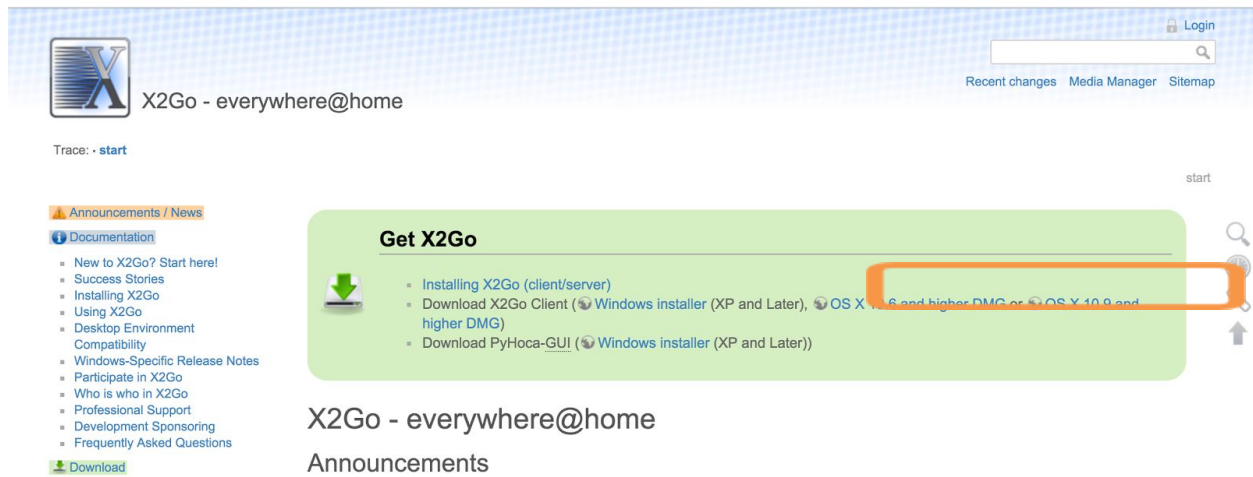 Login
X2Go - everywhere@home
Recent changes Media Manager Sitemap
Trace: • start
start
Announcements / News
Documentation
New to X2Go? Start here!
Success Stories
Installing X2Go
Using X2Go
Desktop Environment
Compatibility
Windows-Specific Release Notes
Participate in X2Go
Who is who in X2Go
Professional Support
Development Sponsoring
Frequently Asked Questions
Download
Get X2Go
Installing X2Go (client/server)
Download X2Go Client (Windows installer (XP and Later), OS X 6 and higher DMG or OS X 10.9 and
higher DMG)
Download PyHoca-GUI (Windows installer (XP and Later))
X2Go - everywhere@home
Announcements